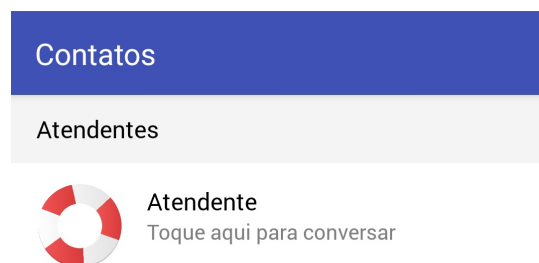 Contatos
Atendentes
Atendente
Toque aqui para conversar